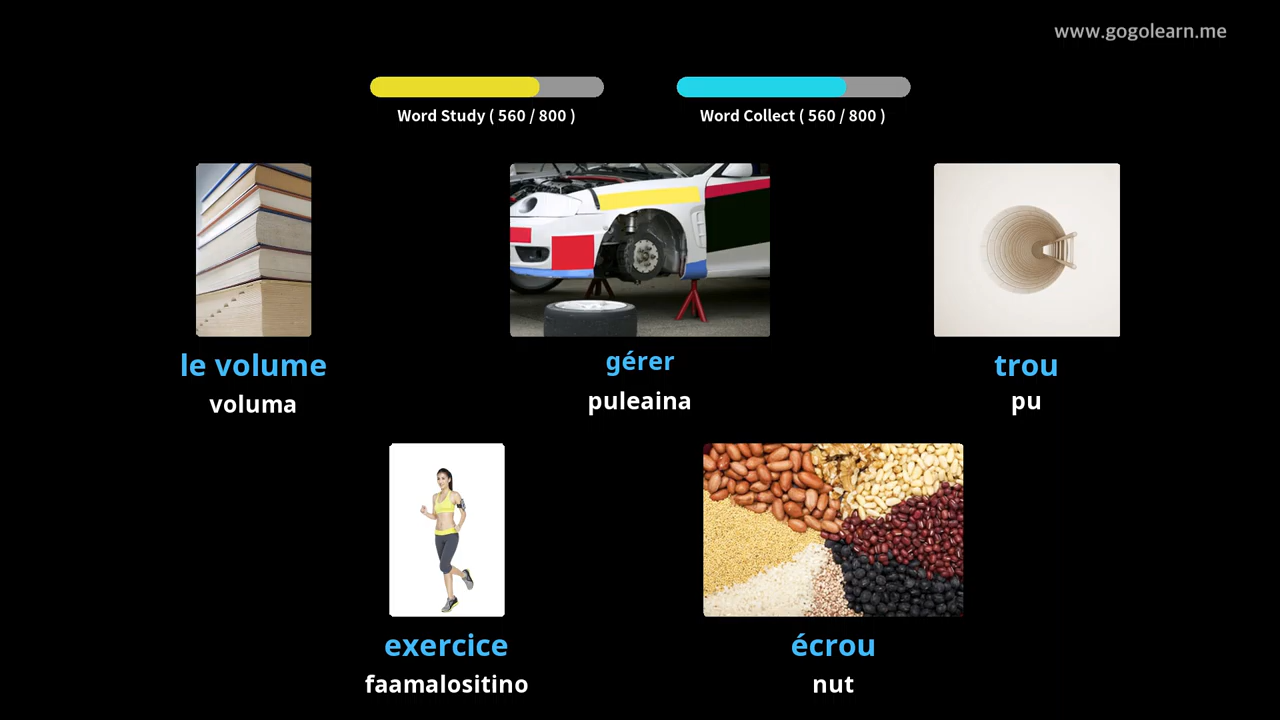 www.gogolearn.me
Word Study ( 560 / 800 )
Word Collect ( 560 / 800 )
le volume
voluma
gérer
puleaina
trou
pu
exercice
faamalositino
écrou
nut